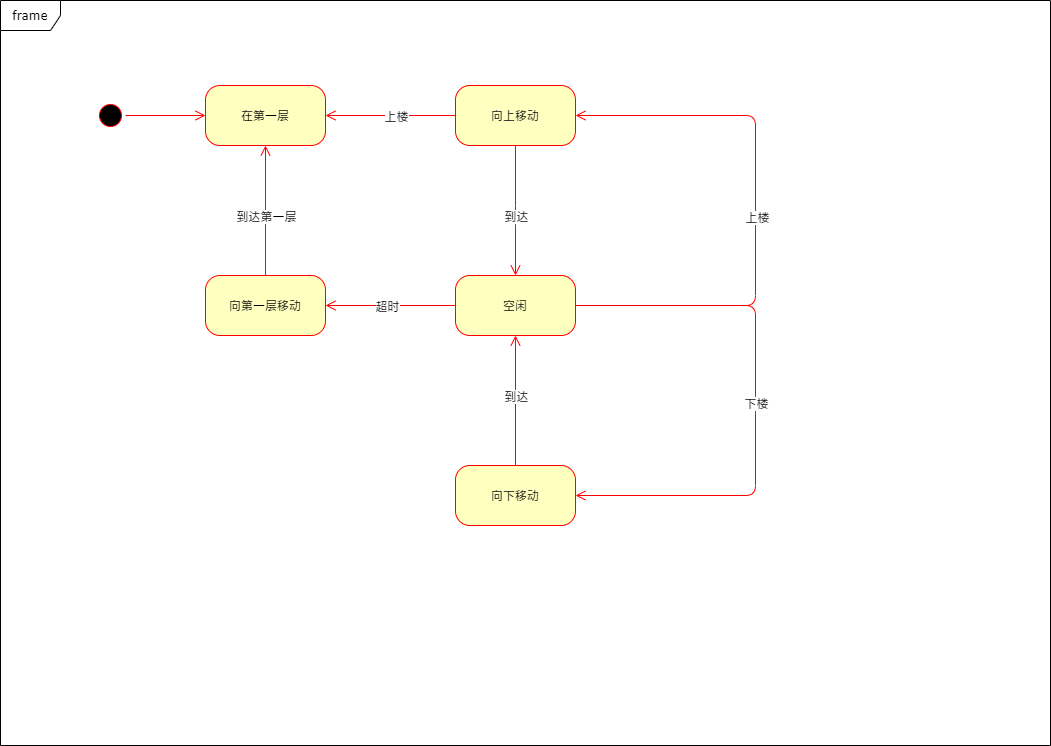 frame
在第一层
上楼
向上移动
到达第一层
到达
上楼
向第一层移动
超时
空闲
到达
下楼
向下移动